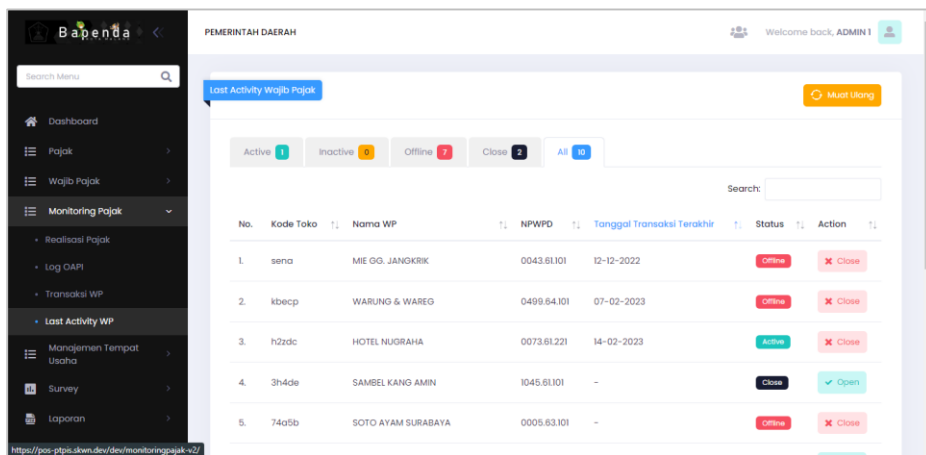 Bapenda
PEMERINTAH DAERAH
Welcome back, ADMIN 1
Search Menu
Dashboard
Pajak
Wajib Pajak
Monitoring Pajak
Realisasi Pajak
Log OAPI
Transaksi WP
Last Activity WP
Manajemen Tempat
Usaha
Survey
Laporan
https://pos-ptpis.skwn.dev/dev/monitoringpajak-v2/
Last Activity Wajib Pajak
Muat Ulang
Active 1 Inactive 0 Offline 7 Close 2 All 10
Search:
No. Kode Toko Nama WP NPWPD Tanggal Transaksi Terakhir Status Action
1. sena MIE GG. JANGKRIK 0043.61.101 12-12-2022 Offline Close
2. kbecp WARUNG & WAREG 0499.64.101 07-02-2023 Offline Close
3. h2zdc HOTEL NUGRAHA 0073.61.221 14-02-2023 Active Close
4. 3h4de SAMBEL KANG AMIN 1045.61.101 - Close Open
5. 74a5b SOTO AYAM SURABAYA 0005.63.101 - Offline Close